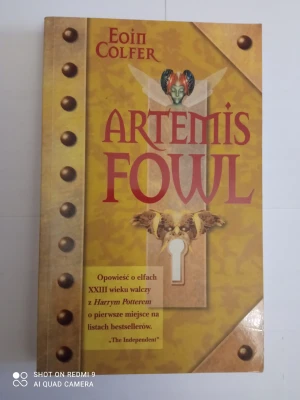 Eoin
Colfer
Artemis
Fowl
Opowieść o elfach
XXIII wieku walczy
z Harrym Potterem
o pierwsze miejsce na
listach bestsellerów.
„The Independent"
SHOT ON REDMI 9
AI QUAD CAMERA